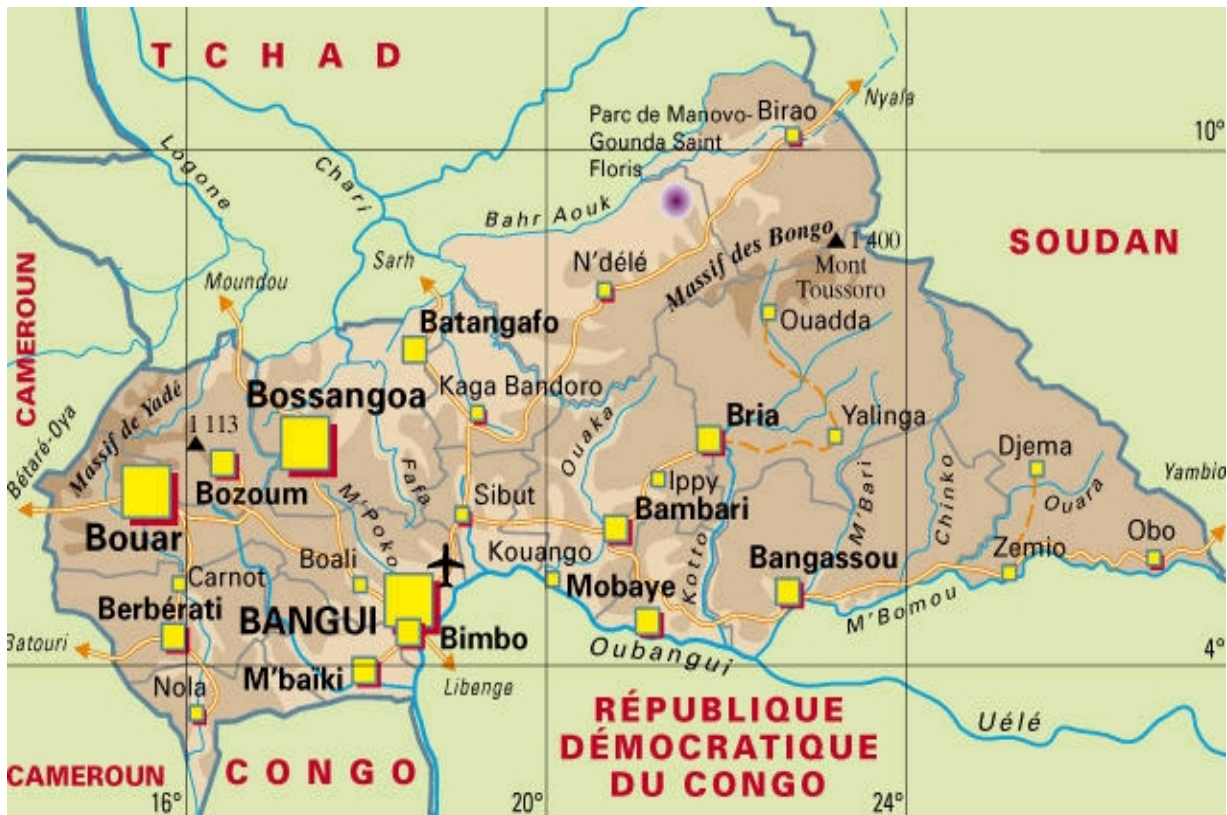 TCHAD
Nyala
Parc de Manovo-
Gounda Saint
Floris
Birao
10°
Logone
Chari
Bahr Aouk
Massif des Bongo
1 400
Mont
Toussoro
SOUDAN
CAMEROUN
Sarh
Moundou
N'délé
Ouadda
Batangafo
Kaga Bandoro
Bossangoa
Massif de Yadé
1 113
Bétaré-Oya
Ouaka
Bria
Yalinga
Djema
Yambio
Bozoum
Fafa
M'Poko
Sibut
Ippy
M'Bari
Chinko
Ouara
Bouar
Bambari
Obo
Boali
Kouango
Kotto
Bangassou
Zemio
Carnot
Mobaye
M'Bomou
Berbérati
BANGUI
Bimbo
Batouri
Oubangui
4°
M'baïki
Libenge
Nola
RÉPUBLIQUE
DÉMOCRATIQUE
DU CONGO
Uélé
CAMEROUN
CONGO
16°
20°
24°